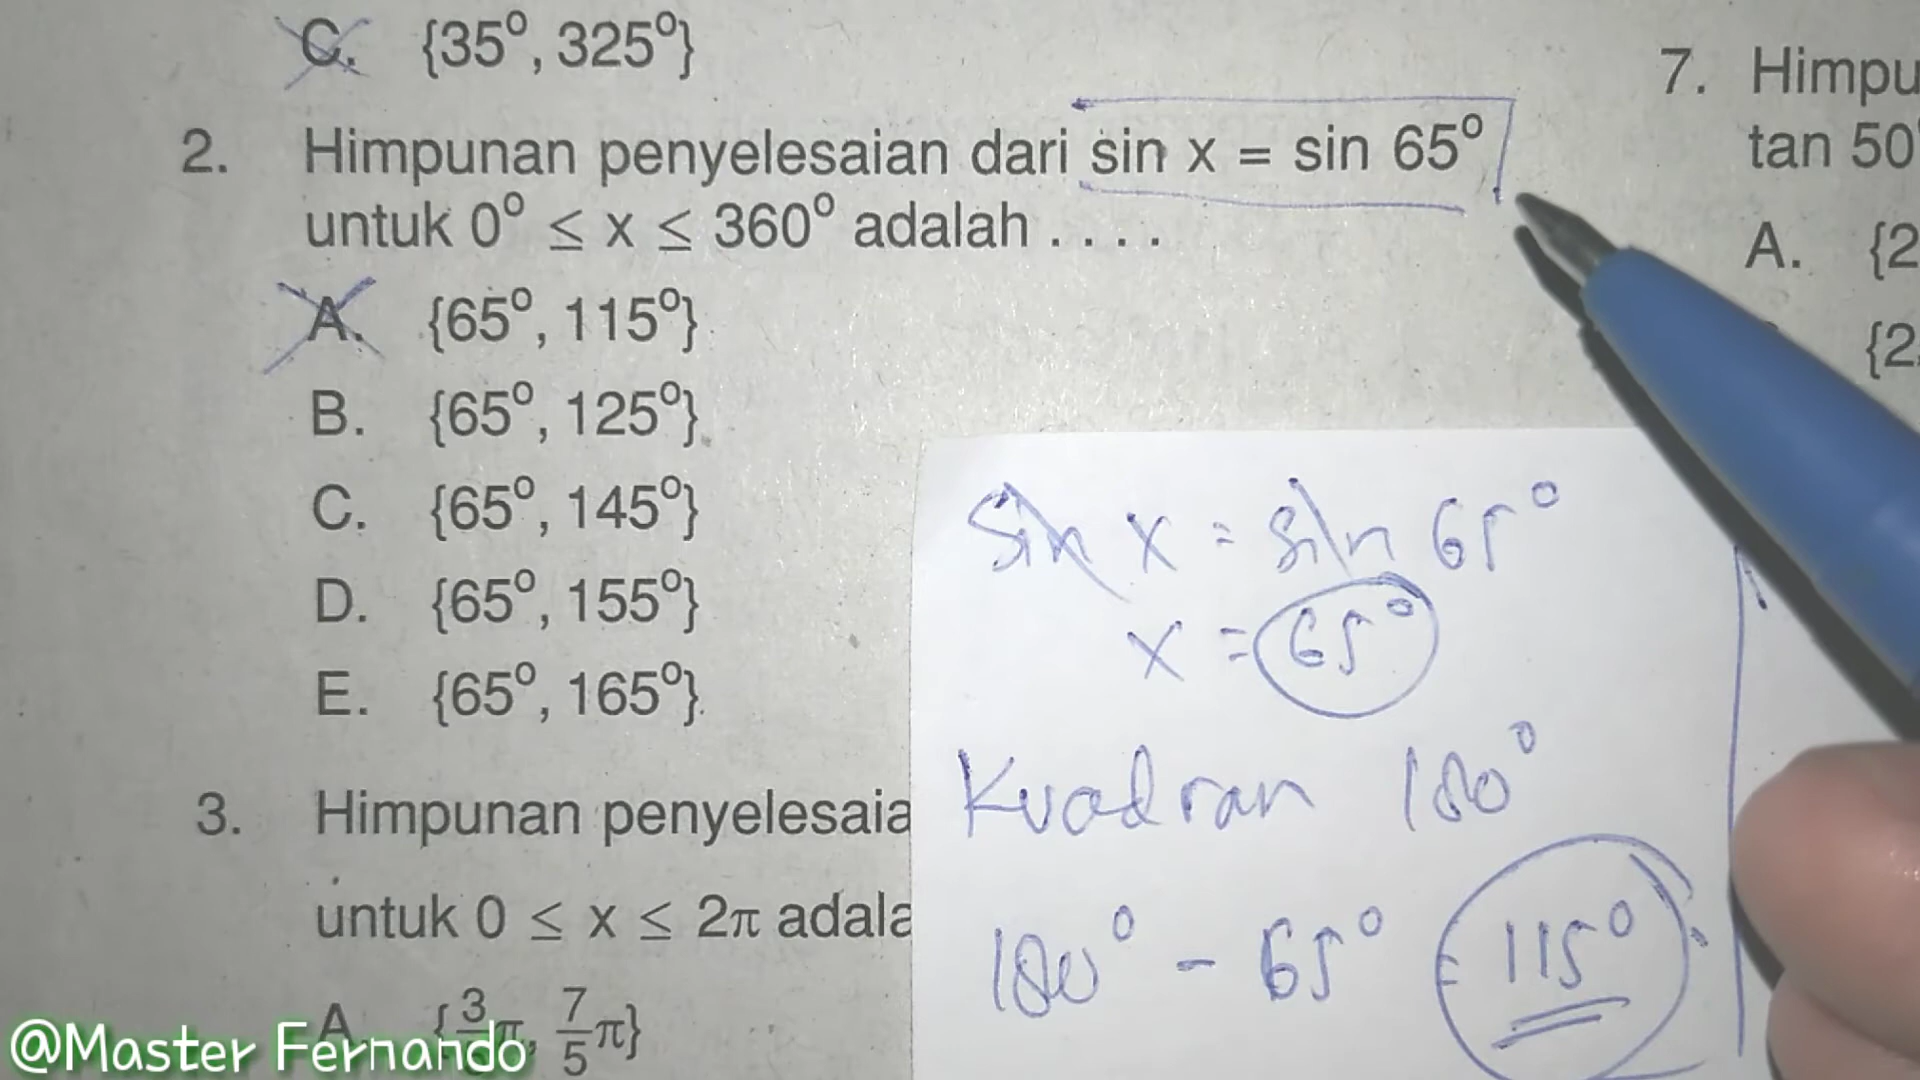 C. {35°, 325°}
2. Himpunan penyelesaian dari sin x = sin 65°
untuk 0° ≤ x ≤ 360° adalah . . . .
A. {65°, 115°}
B. {65°, 125°}
C. {65°, 145°}
D. {65°, 155°}
E. {65°, 165°}
3. Himpunan penyelesaia
untuk 0 ≤ x ≤ 2π adala
A. {3/ π, 7/5 π}
7. Himpu
tan 50°
A. {2
{2
sin x = sin 65°
x = 65°
Kuadran 180°
180° - 65° = 115°
@Master Fernando